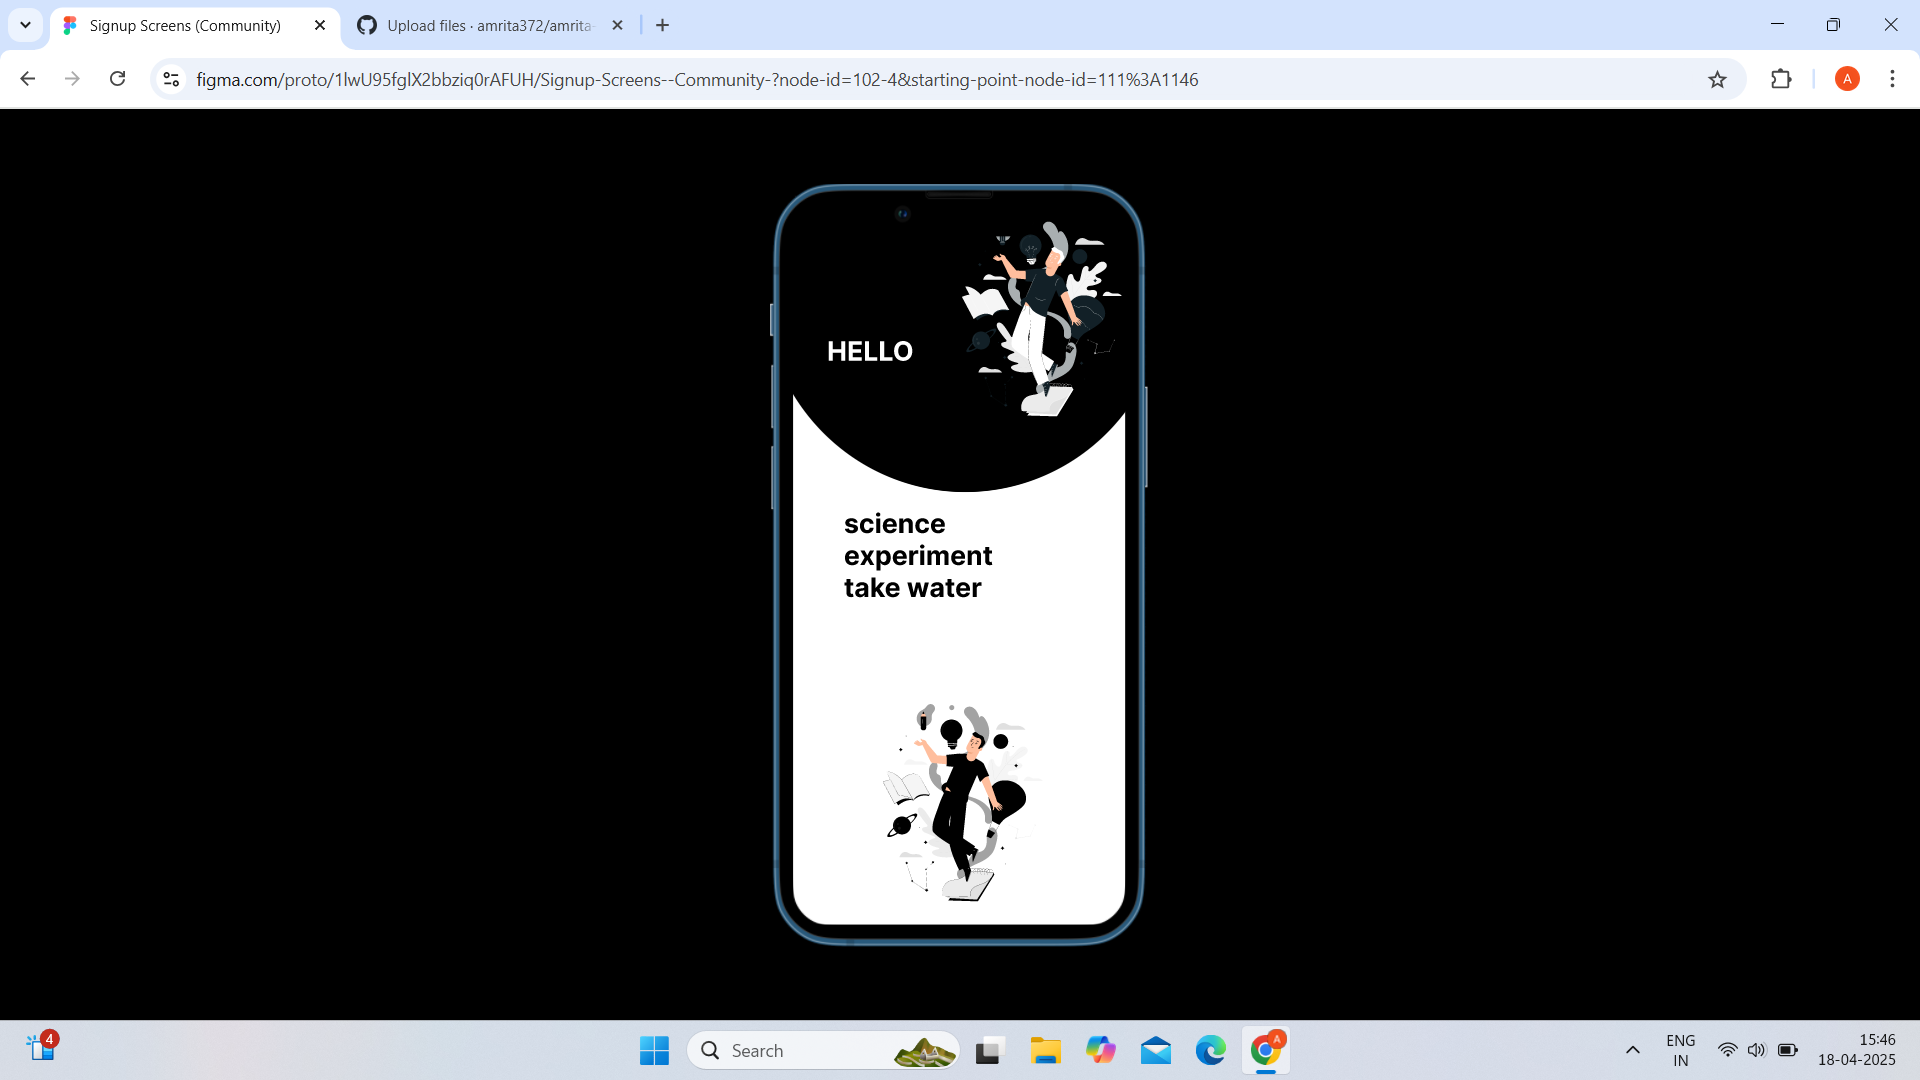 Signup Screens (Community)
Upload files · amrita372/amrita-
figma.com/proto/1lwU95fglX2bbziq0rAFUH/Signup-Screens--Community-?node-id=102-4&starting-point-node-id=111%3A1146
A
HELLO
science
experiment
take water
4
Search
A
ENG
IN
15:46
18-04-2025